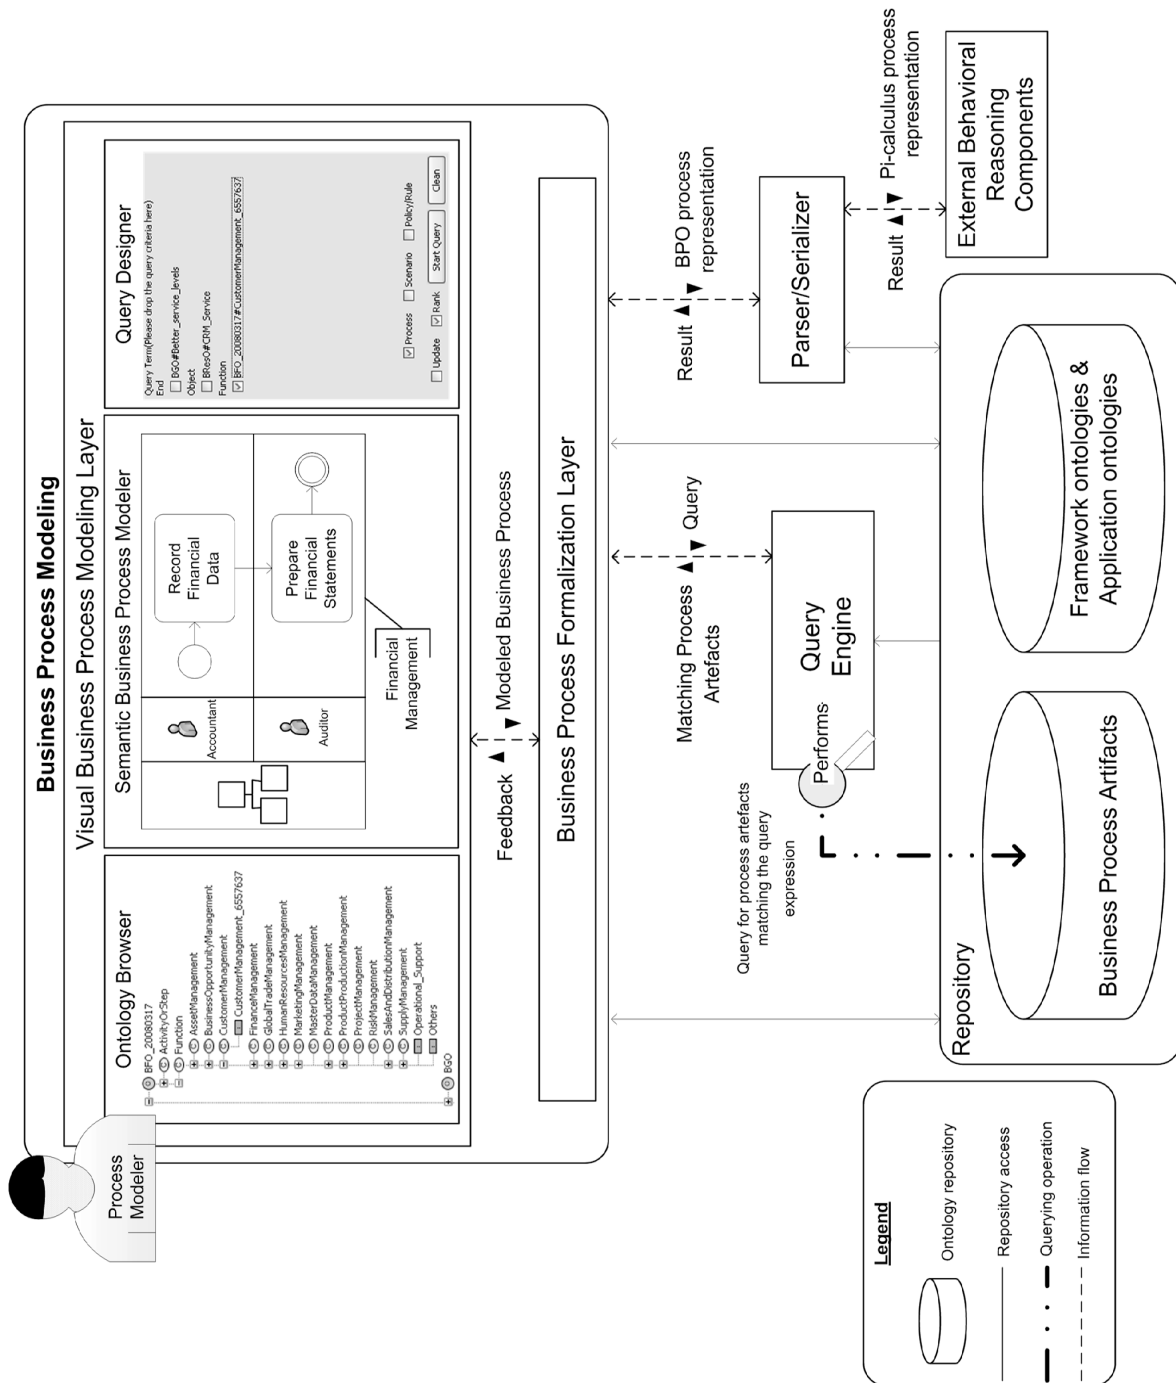 Business Process Modeling
Visual Business Process Modeling Layer
Process
Modeler
Ontology Browser
BFO_20080317
ActivityOrStep
Function
AssetManagement
BusinessOpportunityManagement
CustomerManagement
CustomerManagement_6557637
FinanceManagement
GlobalTradeManagement
HumanResourcesManagement
MarketingManagement
MasterDataManagement
ProductManagement
ProductProductionManagement
ProjectManagement
RiskManagement
SalesAndDistributionManagement
SupplyManagement
Operational_Support
Others
BGO
Semantic Business Process Modeler
Accountant
Auditor
Record
Financial
Data
Prepare
Financial
Statements
Financial
Management
Query Designer
Query Term(Please drop the query criteria here)
End
BGO#Better_service_levels
Object
BResO#CRM_Service
Function
BFO_20080317#CustomerManagement_6557637
Process Scenario Policy/Rule
Update Rank Start Query Clean
Feedback Modeled Business Process
Business Process Formalization Layer
Matching Process
Artefacts
Query
Result
BPO process
representation
Query for process artefacts
matching the query
expression
Performs
Query
Engine
Parser/Serializer
Result
Pi-calculus process
representation
Repository
Business Process Artifacts
Framework ontologies &
Application ontologies
External Behavioral
Reasoning
Components
Legend
Ontology repository
Repository access
Querying operation
Information flow